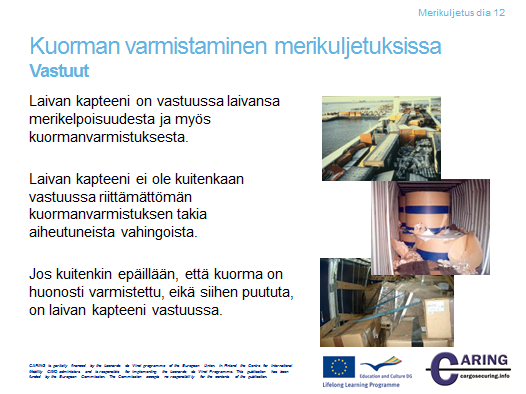 Merikuljetus dia 12
Kuorman varmistaminen merikuljetuksissa
Vastuut
Laivan kapteeni on vastuussa laivansa
merikelpoisuudesta ja myös
kuormanvarmistuksesta.
Laivan kapteeni ei ole kuitenkaan
vastuussa riittämättömän
kuormanvarmistuksen takia
aiheutuneista vahingoista.
Jos kuitenkin epäillään, että kuorma on
huonosti varmistettu, eikä siihen puututa,
on laivan kapteeni vastuussa.
CARING is partially financed by the Leonardo da Vinci programme of the European Union. In Finland the Centre for International
Mobility CIMO administrates and is responsible for implementing the Leonardo da Vinci Programme. This publication has been
funded by the European Commission. The Commission accepts no responsibility for the contents of the publication.
Education and Culture DG
Lifelong Learning Programme
CARING
cargosecuring.info